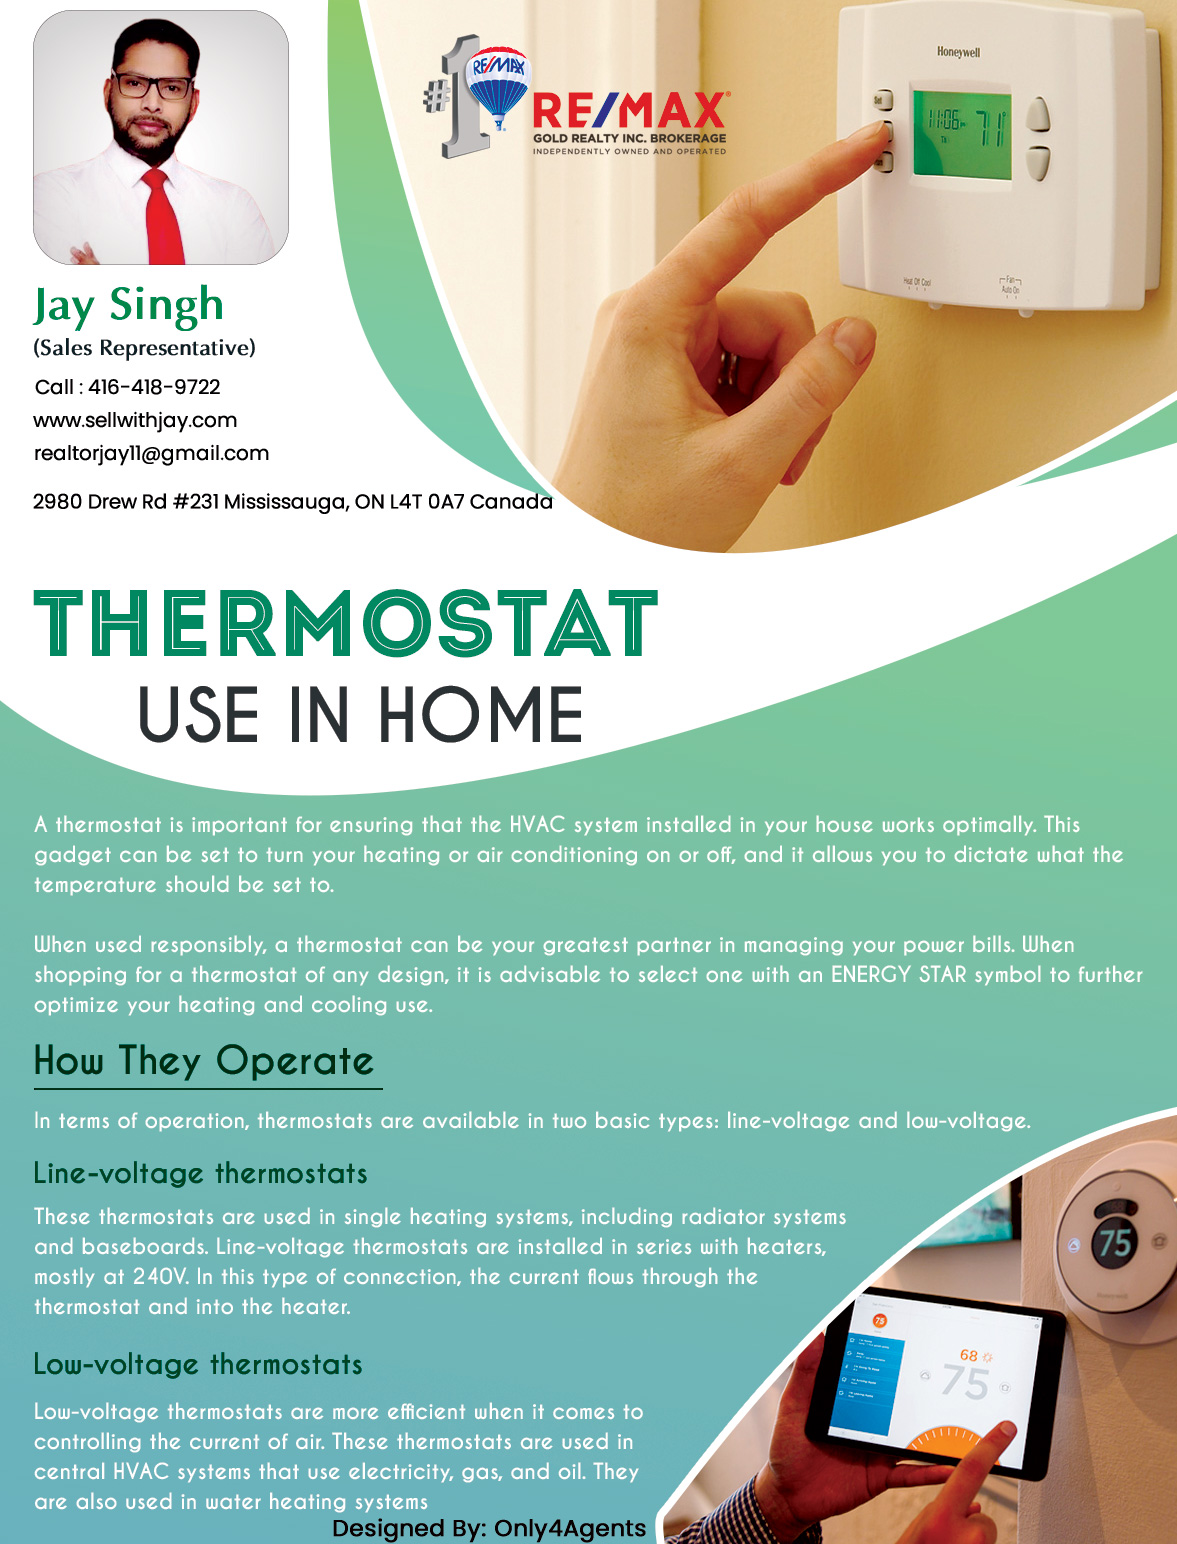 #1
RE/MAX
RE/MAX®
GOLD REALTY INC. BROKERAGE
INDEPENDENTLY OWNED AND OPERATED
Honeywell
11:06
71°
Heat Off Cool
Fan
Auto On
Jay Singh
(Sales Representative)
Call : 416-418-9722
www.sellwithjay.com
realtorjay11@gmail.com
2980 Drew Rd #231 Mississauga, ON L4T 0A7 Canada
THERMOSTAT
USE IN HOME
A thermostat is important for ensuring that the HVAC system installed in your house works optimally. This
gadget can be set to turn your heating or air conditioning on or off, and it allows you to dictate what the
temperature should be set to.
When used responsibly, a thermostat can be your greatest partner in managing your power bills. When
shopping for a thermostat of any design, it is advisable to select one with an ENERGY STAR symbol to further
optimize your heating and cooling use.
How They Operate
In terms of operation, thermostats are available in two basic types: line-voltage and low-voltage.
Line-voltage thermostats
These thermostats are used in single heating systems, including radiator systems
and baseboards. Line-voltage thermostats are installed in series with heaters,
mostly at 240V. In this type of connection, the current flows through the
thermostat and into the heater.
Low-voltage thermostats
Low-voltage thermostats are more efficient when it comes to
controlling the current of air. These thermostats are used in
central HVAC systems that use electricity, gas, and oil. They
are also used in water heating systems
75
Honeywell
75
68
75
Designed By: Only4Agents